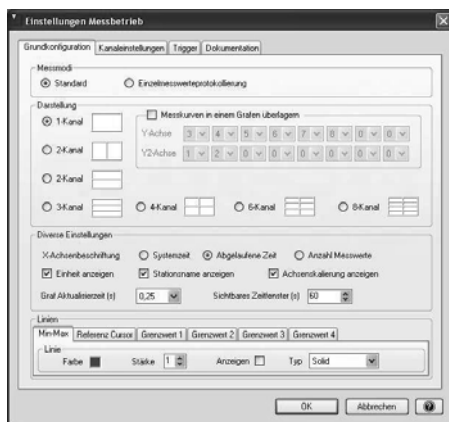 Einstellungen Messbetrieb
Grundkonfiguration Kanaleinstellungen Trigger Dokumentation
Messmodi
Standard Einzelmesswerteprotokollierung
Darstellung
Messkurven in einem Grafen überlagern
1-Kanal
Y-Achse 3 4 5 6 7 8 0 0
2-Kanal
Y2-Achse 1 2 0 0 0 0 0 0
2-Kanal
3-Kanal 4-Kanal 6-Kanal 8-Kanal
Diverse Einstellungen
X-Achsenbeschriftung Systemzeit Abgelaufene Zeit Anzahl Messwerte
Einheit anzeigen Stationsname anzeigen Achsenskalierung anzeigen
Graf Aktualisierzeit (s) 0,25 Sichtbares Zeitfenster (s) 60
Linien
Min-Max Referenz Cursor Grenzwert 1 Grenzwert 2 Grenzwert 3 Grenzwert 4
Linie
Farbe Stärke 1 Anzeigen Typ Solid
OK Abbrechen ?